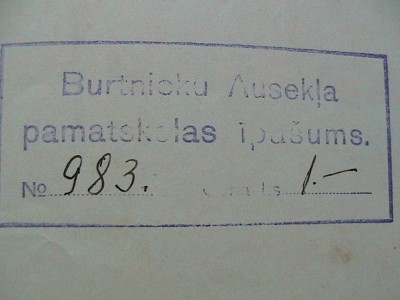 Burtnieku Ausekļa
pamatskolas īpašums.
№ 983. 1.—